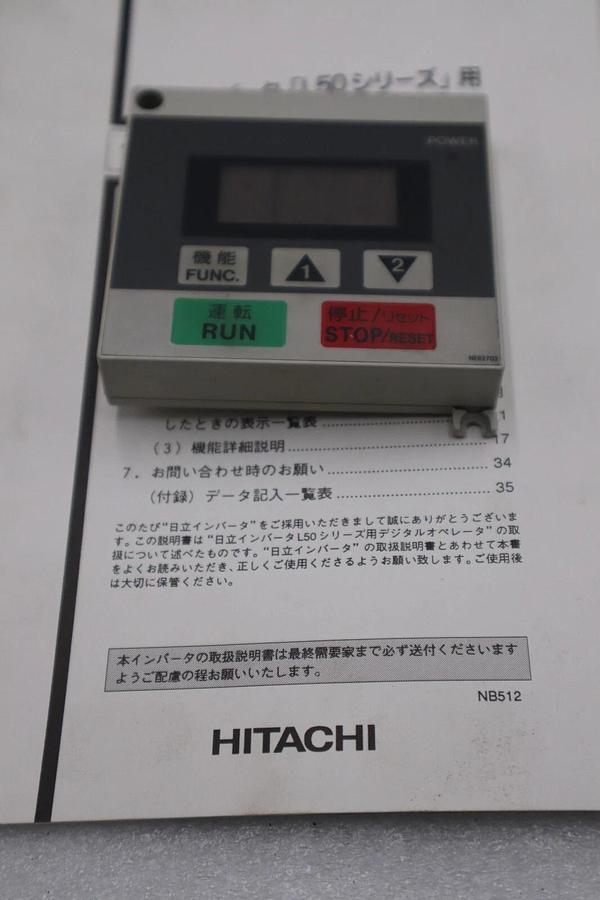 L50シリーズ」用
POWER
機能
FUNC.
1
2
運転
RUN
停止/リセット
STOP/RESET
NE62703
したときの表示一覧表
1
(3) 機能詳細説明
17
7. お問い合わせ時のお願い
34
(付録) データ記入一覧表
35
このたび"日立インバータ"をご採用いただきまして誠にありがとうございま
す。この説明書は"日立インバータL50シリーズ用デジタルオペレータ"の取
扱について述べたものです。"日立インバータ"の取扱説明書とあわせて本書
をよくお読みいただき、正しくご使用くださるようお願い致します。ご使用後
は大切に保管ください。
本インバータの取扱説明書は最終需要家まで必ず送付くださいます
ようご配慮の程お願いいたします。
NB512
HITACHI